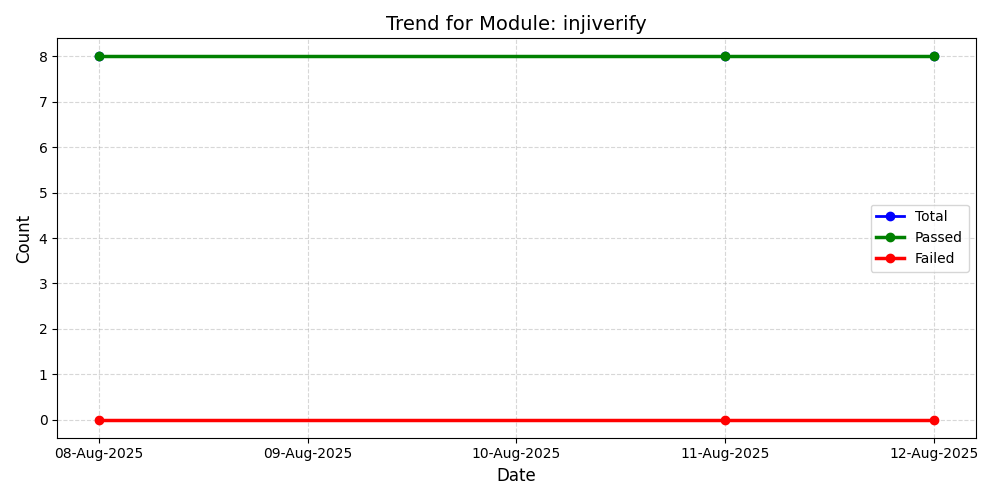 Trend for Module: injiverify
Count
8
7
6
5
4
3
2
1
0
Total
Passed
Failed
08-Aug-2025
09-Aug-2025
10-Aug-2025
11-Aug-2025
12-Aug-2025
Date